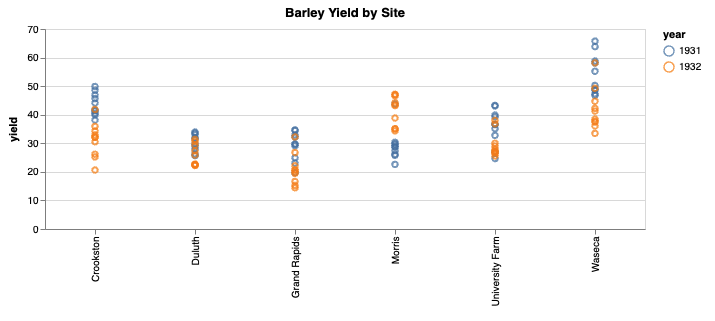 Barley Yield by Site
yield
70
60
50
40
30
20
10
0
Crookston
Duluth
Grand Rapids
Morris
University Farm
Waseca
year
1931
1932